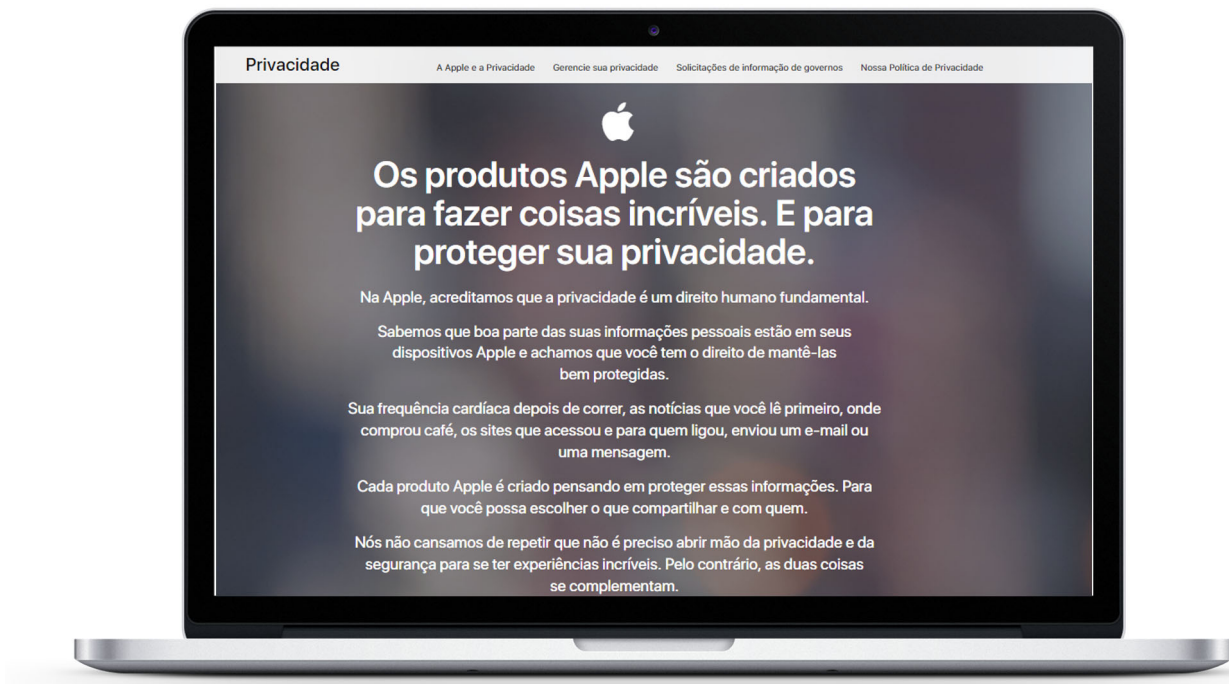 Privacidade
A Apple e a Privacidade Gerencie sua privacidade Solicitações de informação de governos Nossa Política de Privacidade
Os produtos Apple são criados
para fazer coisas incríveis. E para
proteger sua privacidade.
Na Apple, acreditamos que a privacidade é um direito humano fundamental.
Sabemos que boa parte das suas informações pessoais estão em seus
dispositivos Apple e achamos que você tem o direito de mantê-las
bem protegidas.
Sua frequência cardíaca depois de correr, as notícias que você lê primeiro, onde
comprou café, os sites que acessou e para quem ligou, enviou um e-mail ou
uma mensagem.
Cada produto Apple é criado pensando em proteger essas informações. Para
que você possa escolher o que compartilhar e com quem.
Nós não cansamos de repetir que não é preciso abrir mão da privacidade e da
segurança para se ter experiências incríveis. Pelo contrário, as duas coisas
se complementam.